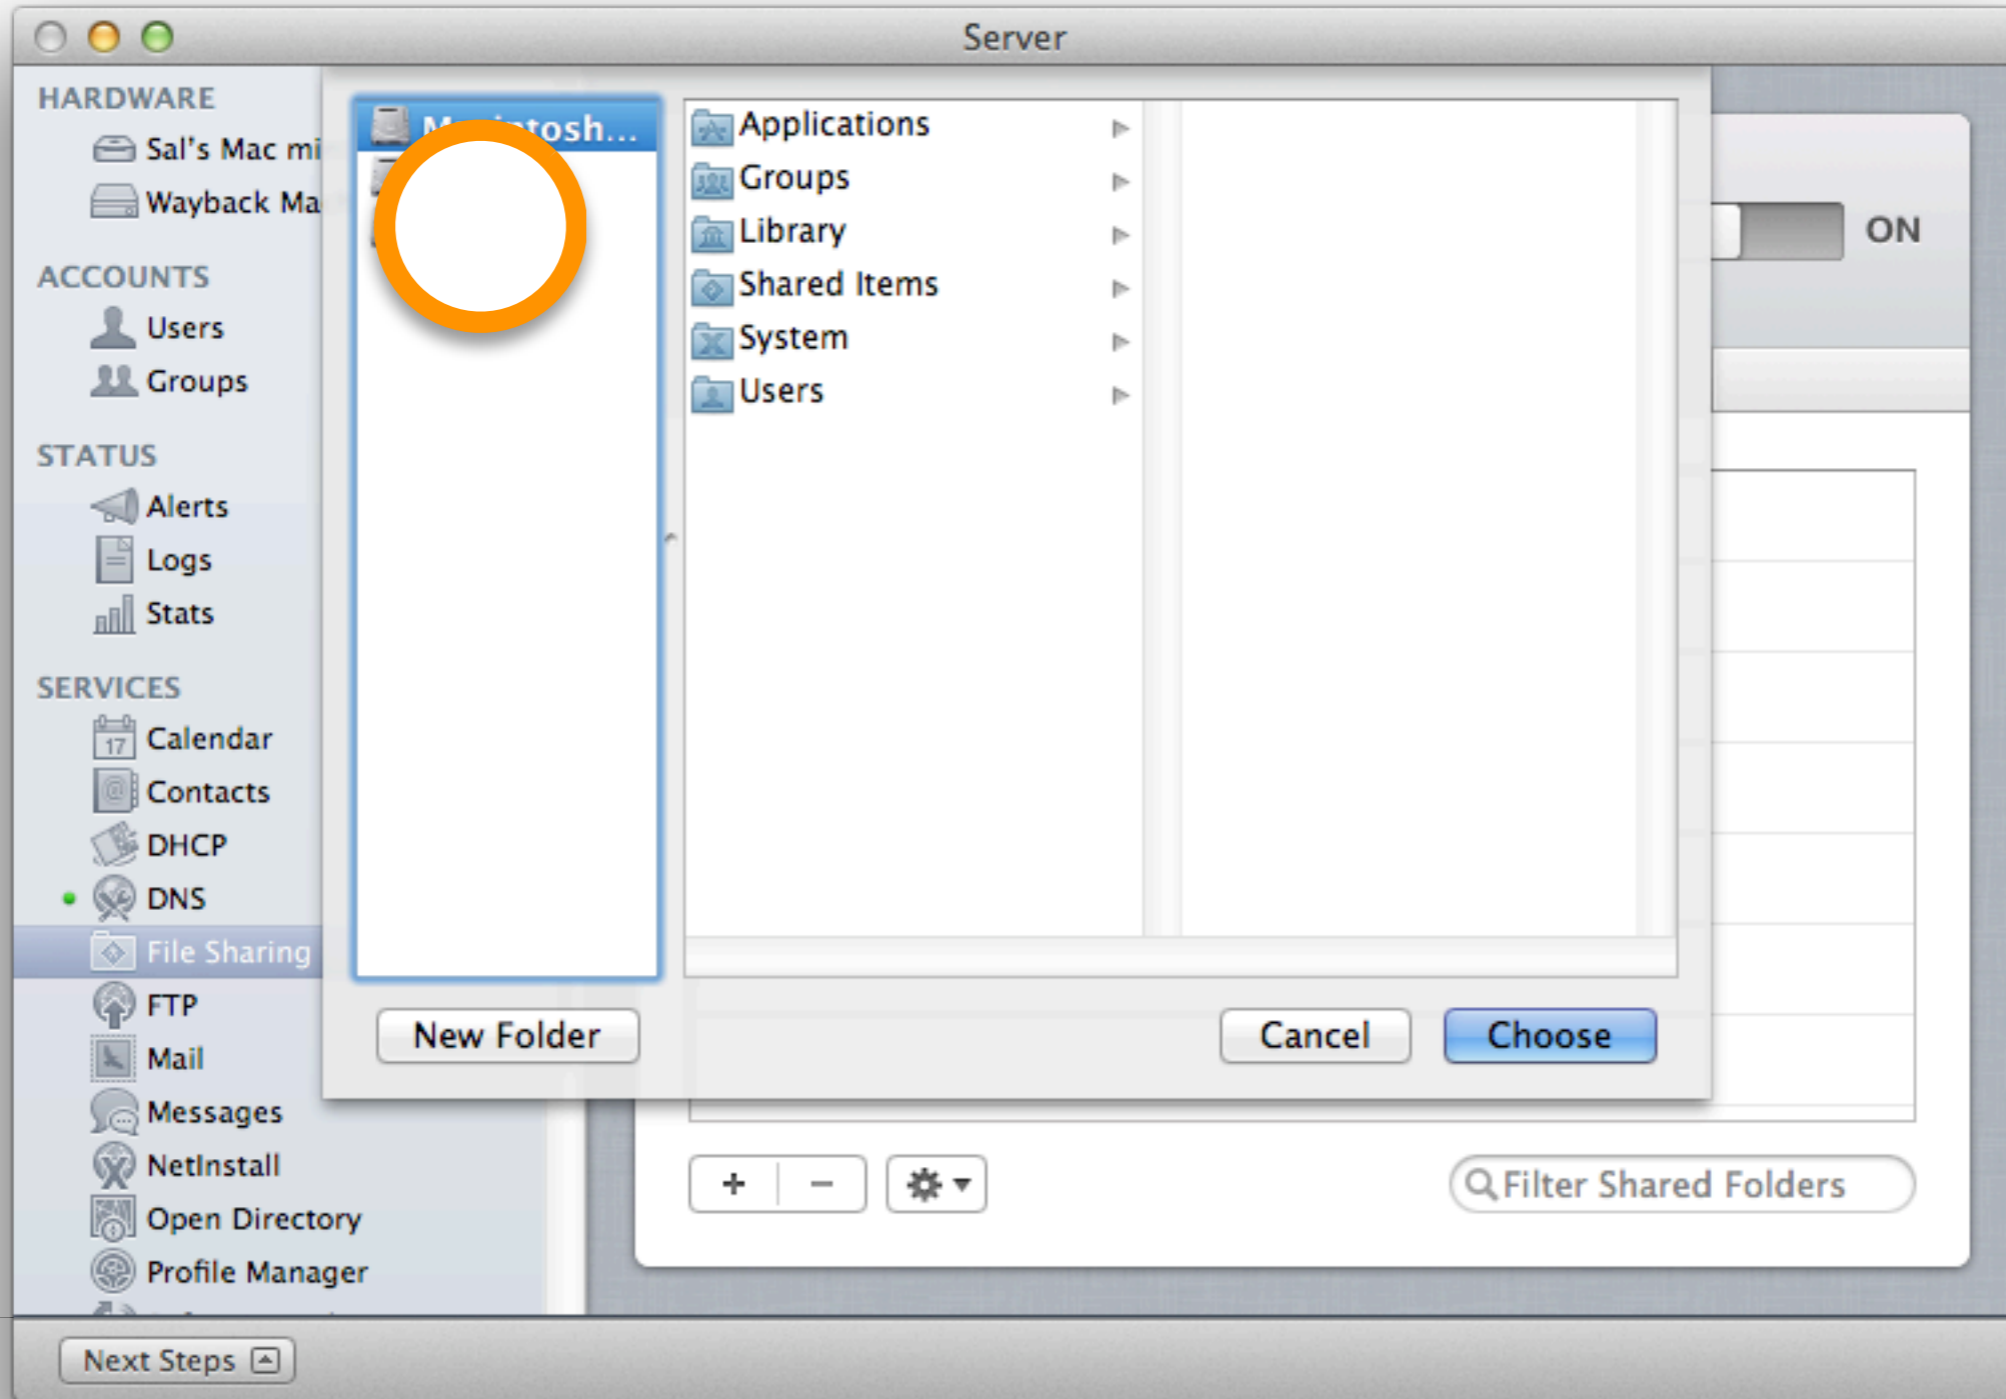 Server
HARDWARE
Sal's Mac mi
Wayback Ma
ACCOUNTS
Users
Groups
STATUS
Alerts
Logs
Stats
SERVICES
Calendar
17
Contacts
DHCP
DNS
File Sharing
FTP
Mail
Messages
NetInstall
Open Directory
Profile Manager
Next Steps
tosh...
Applications
Groups
Library
Shared Items
System
Users
New Folder
Cancel
Choose
ON
Filter Shared Folders